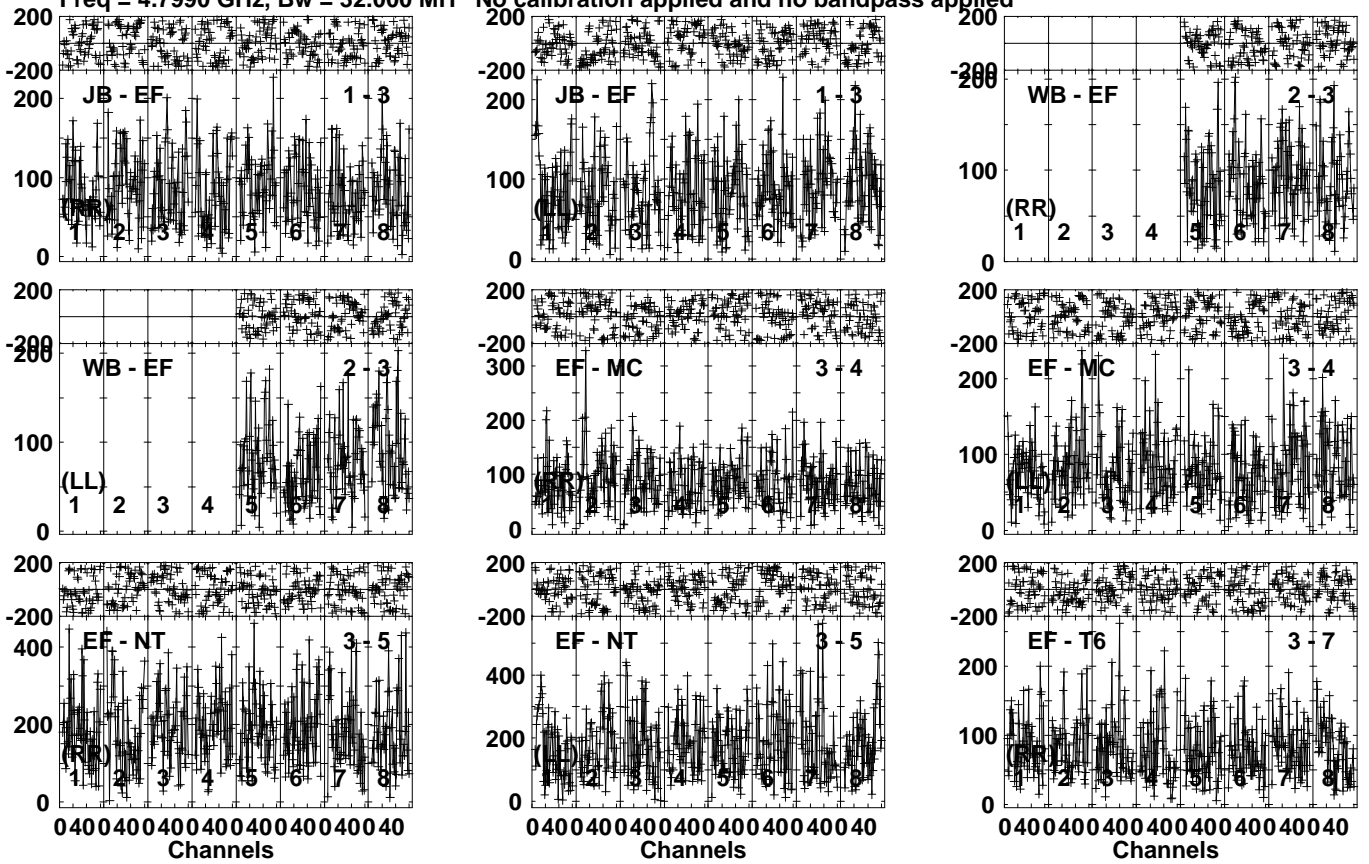 Freq = 4.7990 GHz, Bw = 32.000 MH No calibration applied and no bandpass applied
200 200 200
-200 -200 -200
200 JB - EF 1 - 3 200 JB - EF 1 - 3 200 WB - EF 2 - 3
100 100 100
(RR) (LL) (RR)
1 2 3 4 5 6 7 8 1 2 3 4 5 6 7 8 1 2 3 4 5 6 7 8
0 0 0
200 200 200
-200 -200 -200
200 WB - EF 2 - 3 300 EF - MC 3 - 4 200 EF - MC 3 - 4
100 200 100
100
(LL) (RR) (LL)
1 2 3 4 5 6 7 8 1 2 3 4 5 6 7 8 1 2 3 4 5 6 7 8
0 0 0
200 200 200
-200 -200 -200
400 EF - NT 3 - 5 400 EF - NT 3 - 5 200 EF - T6 3 - 7
200 200 100
(RR) (LL) (RR)
1 2 3 4 5 6 7 8 1 2 3 4 5 6 7 8 1 2 3 4 5 6 7 8
0 0 0
0 40 0 40 0 40 0 40 0 40 0 40 0 40 0 40 0 40 0 40 0 40 0 40 0 40 0 40 0 40 0 40 0 40 0 40 0 40 0 40 0 40 0 40 0 40 0 40
Channels Channels Channels